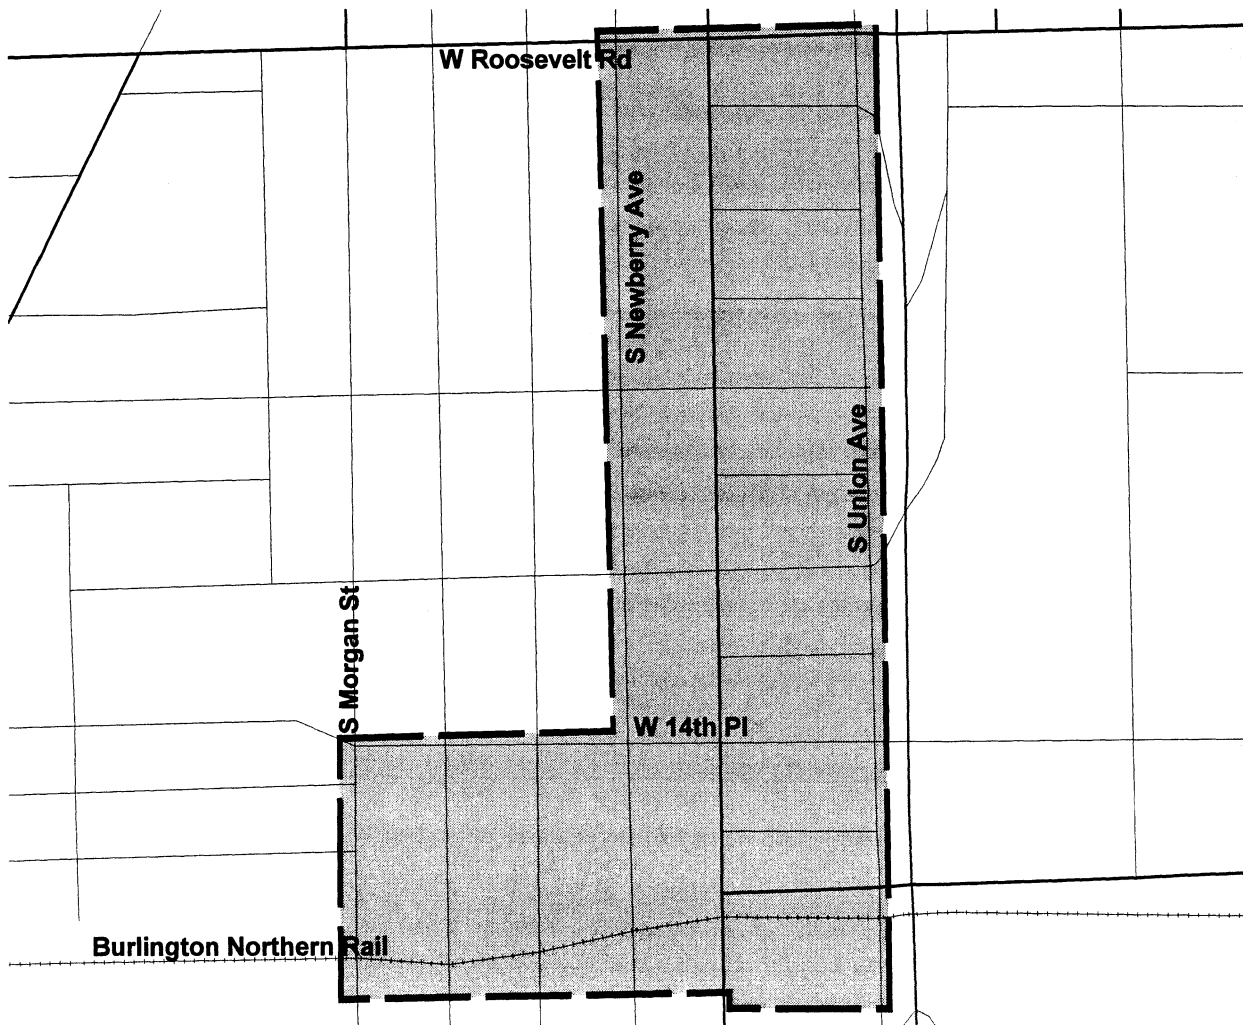 W Roosevelt Rd
S Newberry Ave
S Union Ave
S Morgan St
W 14th Pl
Burlington Northern Rail